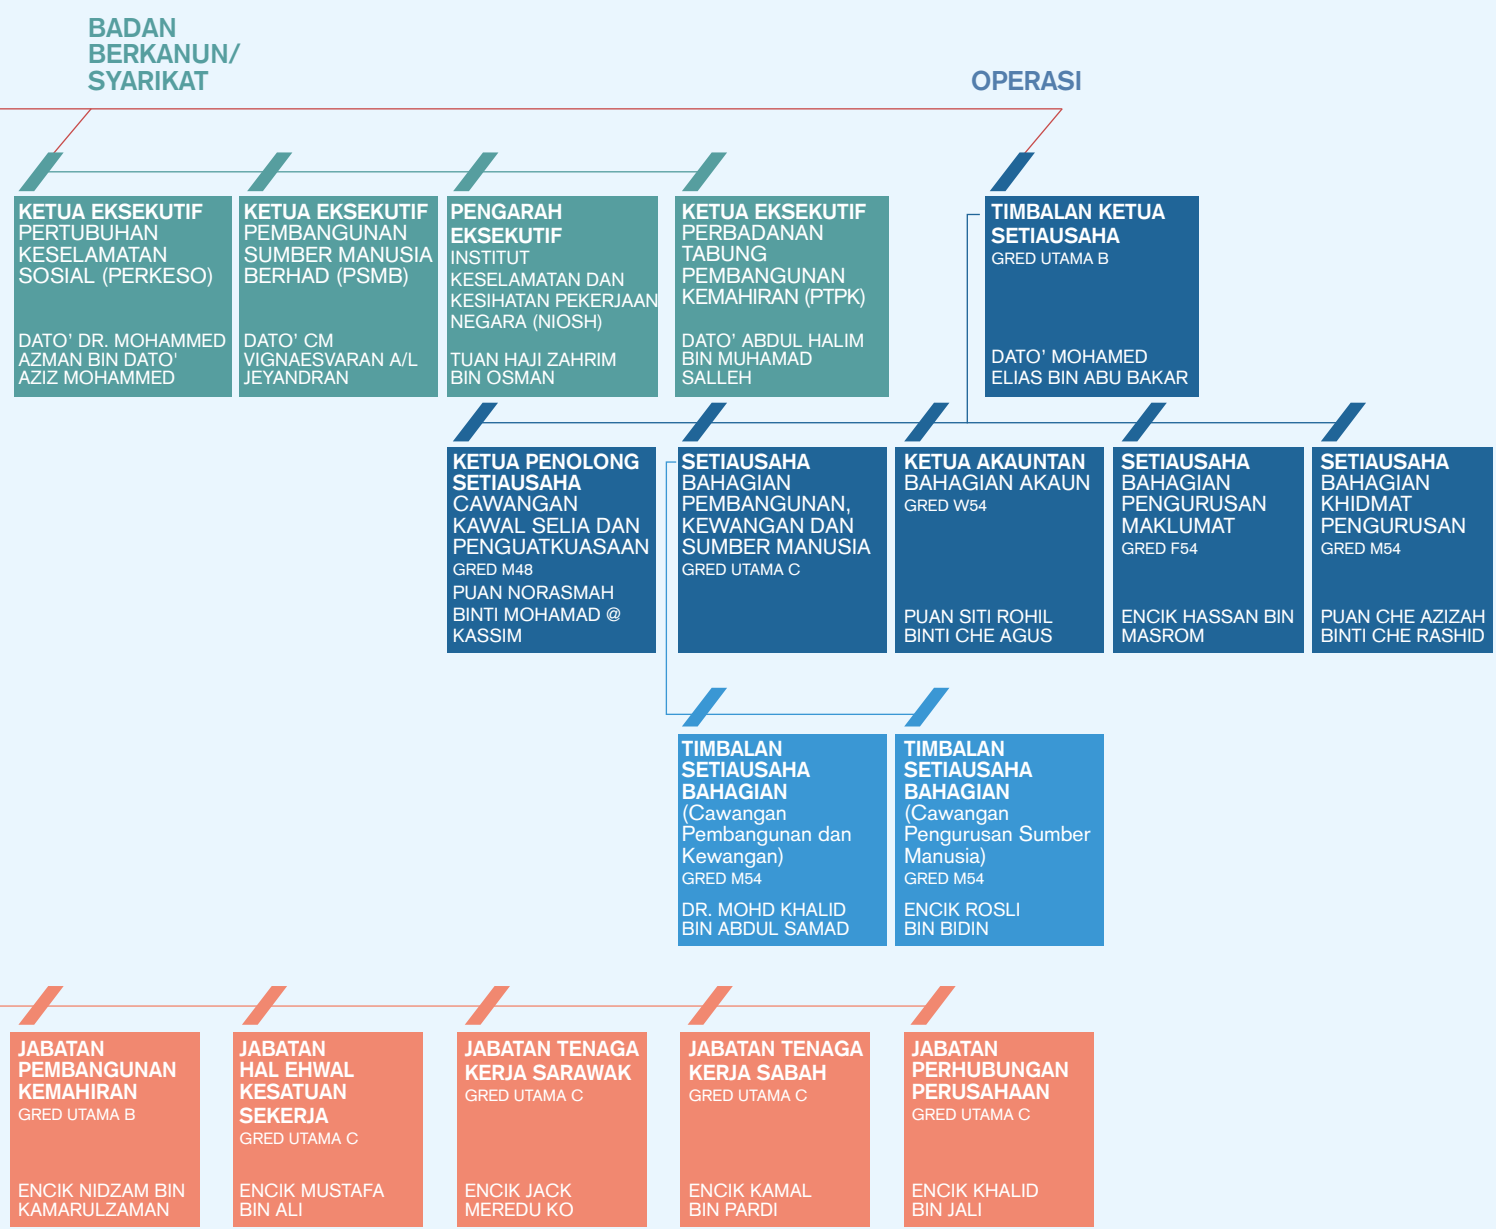 BADAN
BERKANUN/
SYARIKAT
OPERASI
KETUA EKSEKUTIF
PERTUBUHAN
KESELAMATAN
SOSIAL (PERKESO)
DATO' DR. MOHAMMED
AZMAN BIN DATO'
AZIZ MOHAMMED
KETUA EKSEKUTIF
PEMBANGUNAN
SUMBER MANUSIA
BERHAD (PSMB)
DATO' CM
VIGNAESVARAN A/L
JEYANDRAN
PENGARAH
EKSEKUTIF
INSTITUT
KESELAMATAN DAN
KESIHATAN PEKERJAAN
NEGARA (NIOSH)
TUAN HAJI ZAHRIM
BIN OSMAN
KETUA EKSEKUTIF
PERBADANAN
TABUNG
PEMBANGUNAN
KEMAHIRAN (PTPK)
DATO' ABDUL HALIM
BIN MUHAMAD
SALLEH
TIMBALAN KETUA
SETIAUSAHA
GRED UTAMA B
DATO' MOHAMED
ELIAS BIN ABU BAKAR
KETUA PENOLONG
SETIAUSAHA
CAWANGAN
KAWAL SELIA DAN
PENGUATKUASAAN
GRED M48
PUAN NORASMAH
BINTI MOHAMAD @
KASSIM
SETIAUSAHA
BAHAGIAN
PEMBANGUNAN,
KEWANGAN DAN
SUMBER MANUSIA
GRED UTAMA C
KETUA AKAUNTAN
BAHAGIAN AKAUN
GRED W54
PUAN SITI ROHIL
BINTI CHE AGUS
SETIAUSAHA
BAHAGIAN
PENGURUSAN
MAKLUMAT
GRED F54
ENCIK HASSAN BIN
MASROM
SETIAUSAHA
BAHAGIAN
KHIDMAT
PENGURUSAN
GRED M54
PUAN CHE AZIZAH
BINTI CHE RASHID
TIMBALAN
SETIAUSAHA
BAHAGIAN
(Cawangan
Pembangunan dan
Kewangan)
GRED M54
DR. MOHD KHALID
BIN ABDUL SAMAD
TIMBALAN
SETIAUSAHA
BAHAGIAN
(Cawangan
Pengurusan Sumber
Manusia)
GRED M54
ENCIK ROSLI
BIN BIDIN
JABATAN
PEMBANGUNAN
KEMAHIRAN
GRED UTAMA B
ENCIK NIDZAM BIN
KAMARULZAMAN
JABATAN
HAL EHWAL
KESATUAN
SEKERJA
GRED UTAMA C
ENCIK MUSTAFA
BIN ALI
JABATAN TENAGA
KERJA SARAWAK
GRED UTAMA C
ENCIK JACK
MEREDU KO
JABATAN TENAGA
KERJA SABAH
GRED UTAMA C
ENCIK KAMAL
BIN PARDI
JABATAN
PERHUBUNGAN
PERUSAHAAN
GRED UTAMA C
ENCIK KHALID
BIN JALI